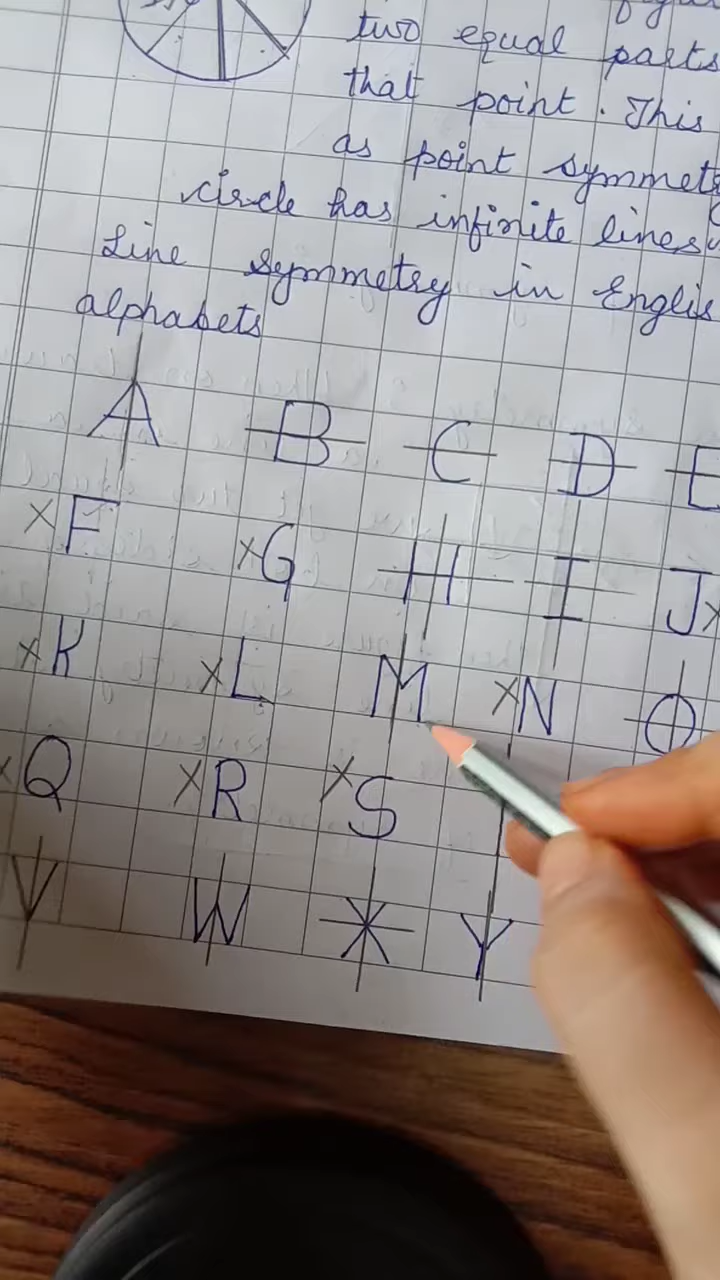 two equal parts
that point. This
as point symmet
circle has infinite lines
Line symmetry in Englis
alphabets
A B C D E
×F ×G H I J×
×K ×L M ×N O
×Q ×R ×S
V W X Y